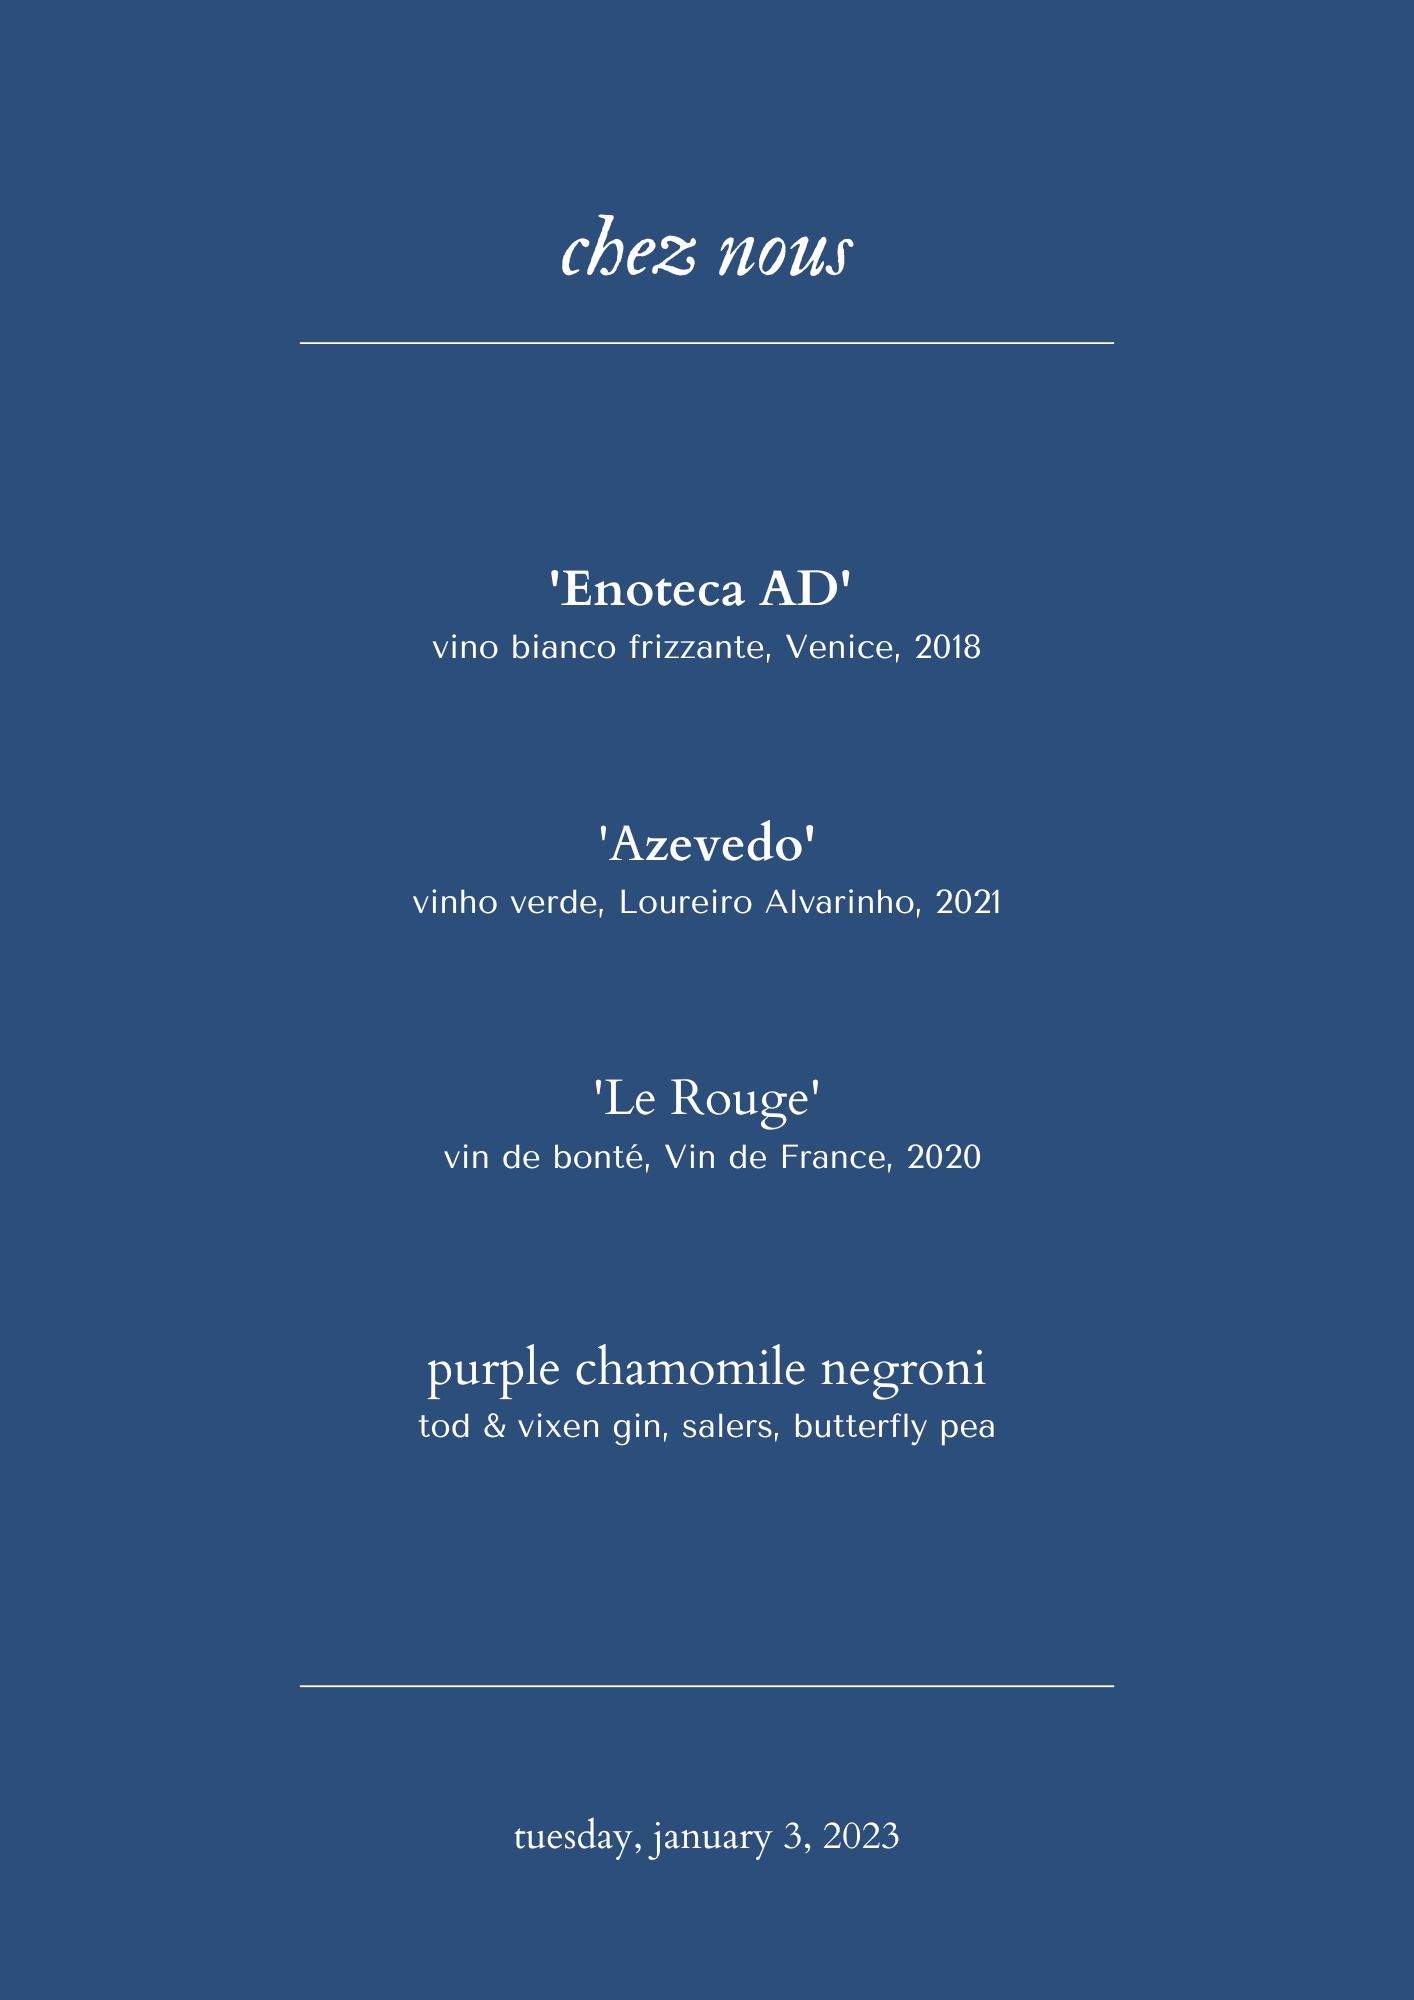 chez nous
'Enoteca AD'
vino bianco frizzante, Venice, 2018
'Azevedo'
vinho verde, Loureiro Alvarinho, 2021
'Le Rouge'
vin de bonté, Vin de France, 2020
purple chamomile negroni
tod & vixen gin, salers, butterfly pea
tuesday, january 3, 2023